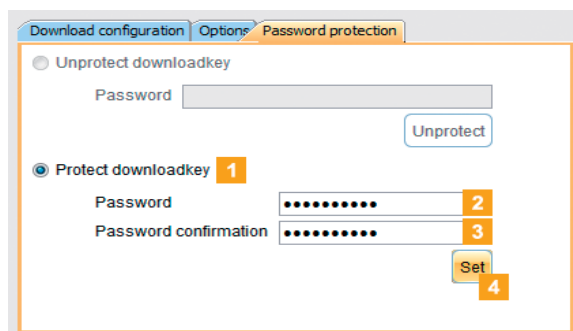 Download configuration Options Password protection
Unprotect downloadkey
Password
Unprotect
Protect downloadkey 1
Password •••••••••• 2
Password confirmation •••••••••• 3
Set
4